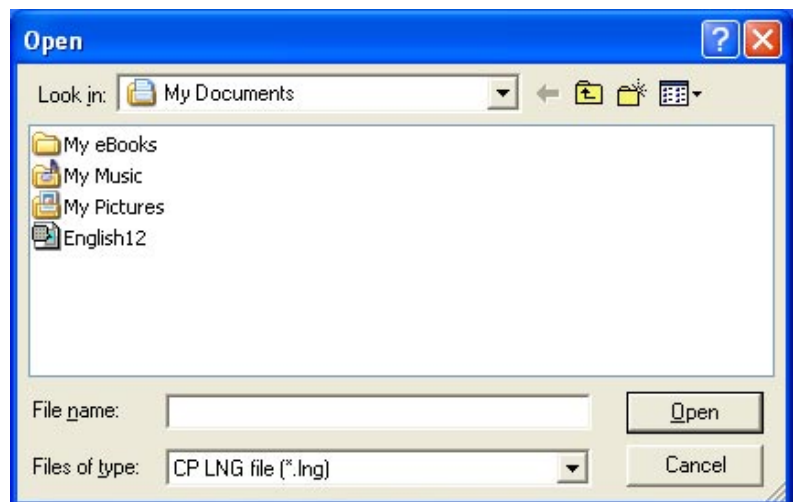 Open
Look in: My Documents
My eBooks
My Music
My Pictures
English12
File name: Open
Files of type: CP LNG file (*.lng) Cancel